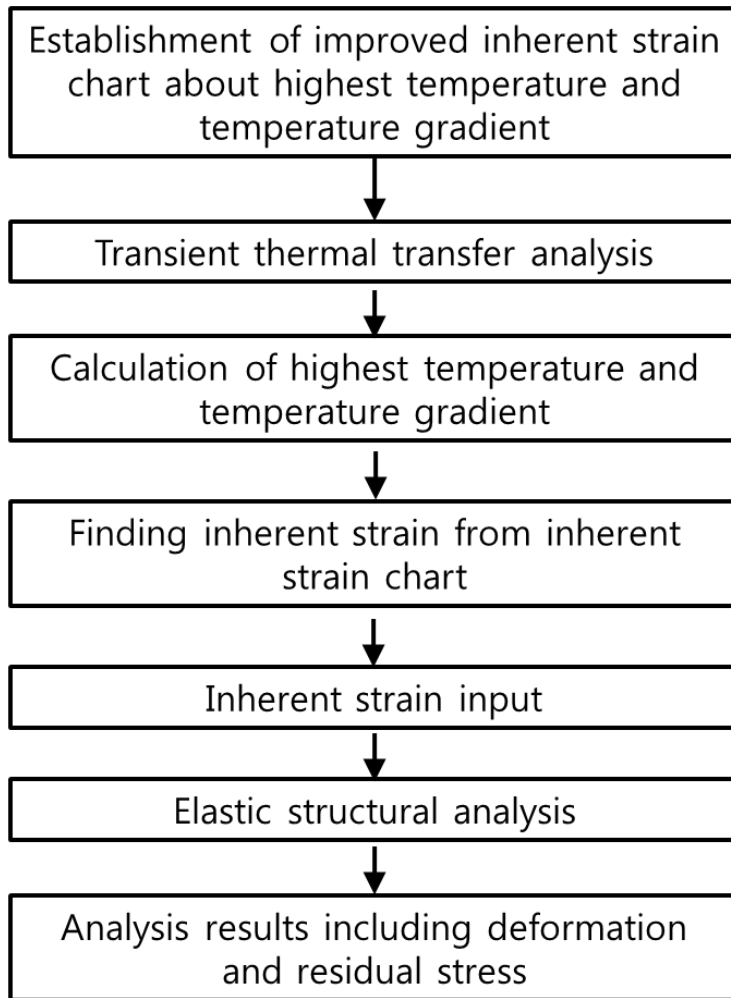 Establishment of improved inherent strain
chart about highest temperature and
temperature gradient
Transient thermal transfer analysis
Calculation of highest temperature and
temperature gradient
Finding inherent strain from inherent
strain chart
Inherent strain input
Elastic structural analysis
Analysis results including deformation
and residual stress